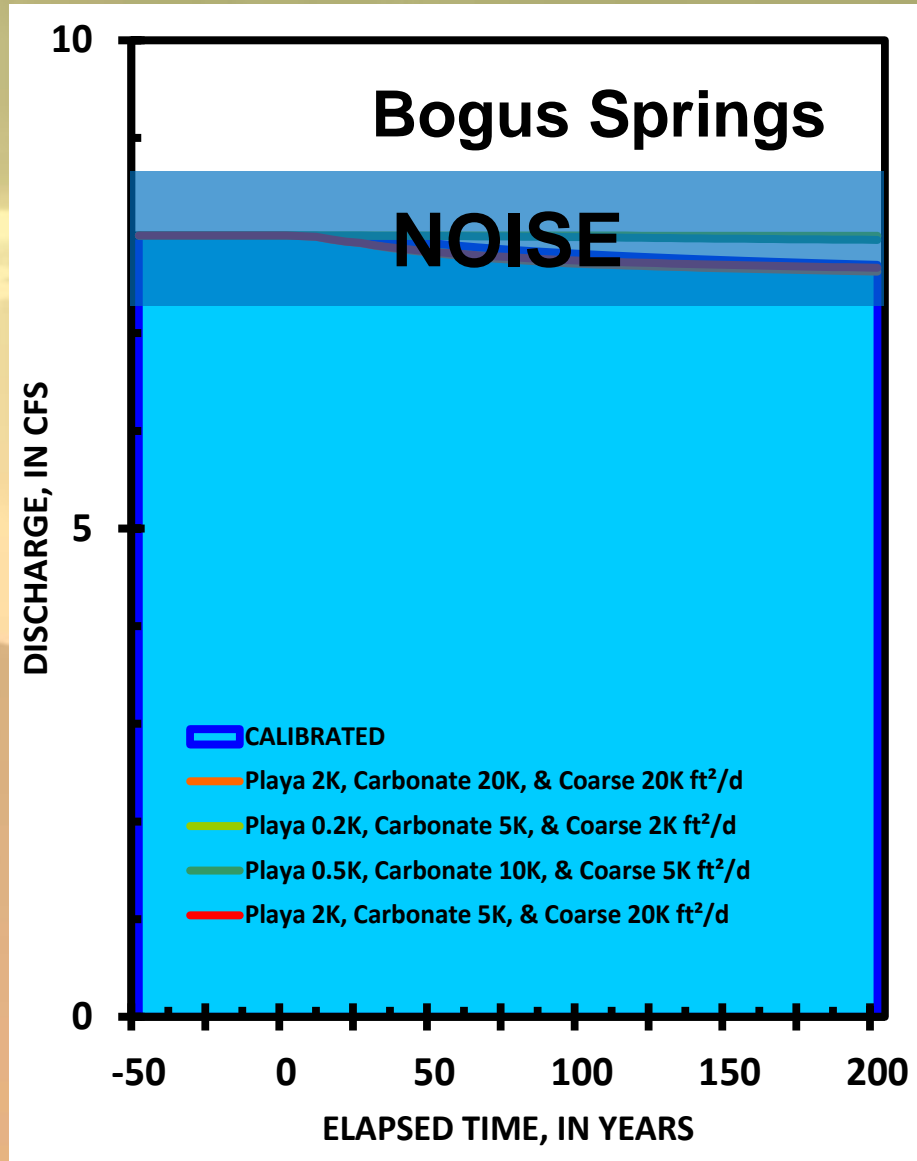 10
Bogus Springs
NOISE
DISCHARGE, IN CFS
5
CALIBRATED
Playa 2K, Carbonate 20K, & Coarse 20K ft²/d
Playa 0.2K, Carbonate 5K, & Coarse 2K ft²/d
Playa 0.5K, Carbonate 10K, & Coarse 5K ft²/d
Playa 2K, Carbonate 5K, & Coarse 20K ft²/d
0
-50 0 50 100 150 200
ELAPSED TIME, IN YEARS